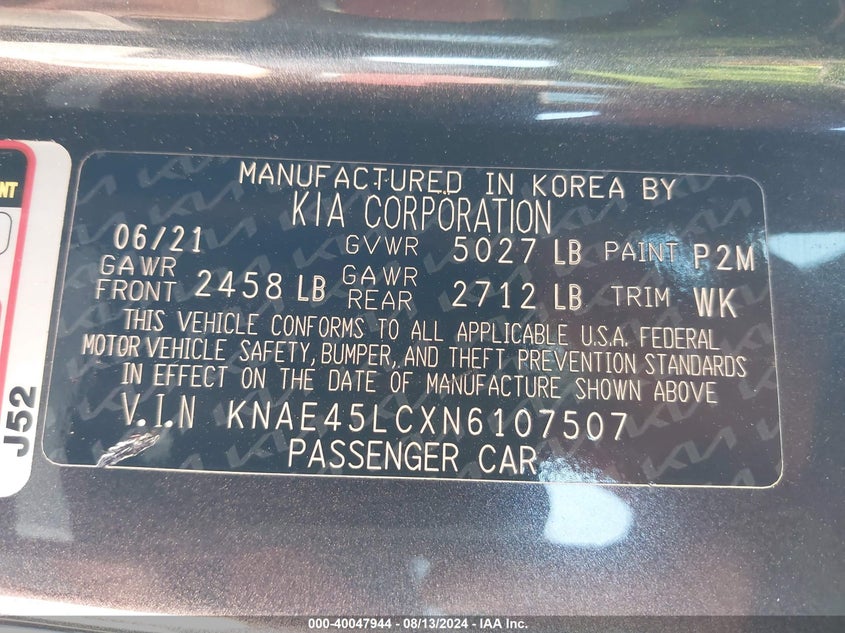 MANUFACTURED IN KOREA BY
KIA CORPORATION
06/21 GVWR 5027 LB PAINT P2M
GAWR FRONT 2458 LB GAWR REAR 2712 LB TRIM WK
THIS VEHICLE CONFORMS TO ALL APPLICABLE U.S.A. FEDERAL
MOTOR VEHICLE SAFETY, BUMPER, AND THEFT PREVENTION STANDARDS
IN EFFECT ON THE DATE OF MANUFACTURE SHOWN ABOVE
V.I.N KNAE45LCXN6107507
PASSENGER CAR
J52
000-40047944 - 08/13/2024 - IAA Inc.